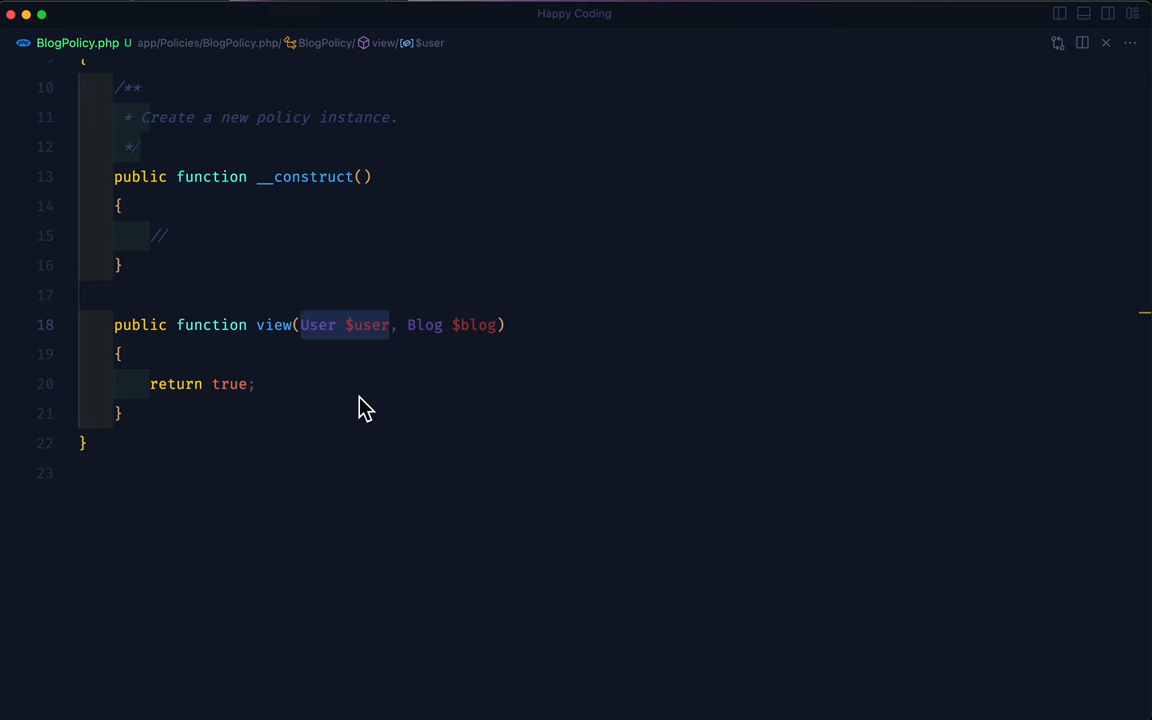 Happy Coding
BlogPolicy.php U app/Policies/BlogPolicy.php/ BlogPolicy/ view/ $user
9 {
10 /**
11 * Create a new policy instance.
12 */
13 public function __construct()
14 {
15 //
16 }
17
18 public function view(User $user, Blog $blog)
19 {
20 return true;
21 }
22 }
23